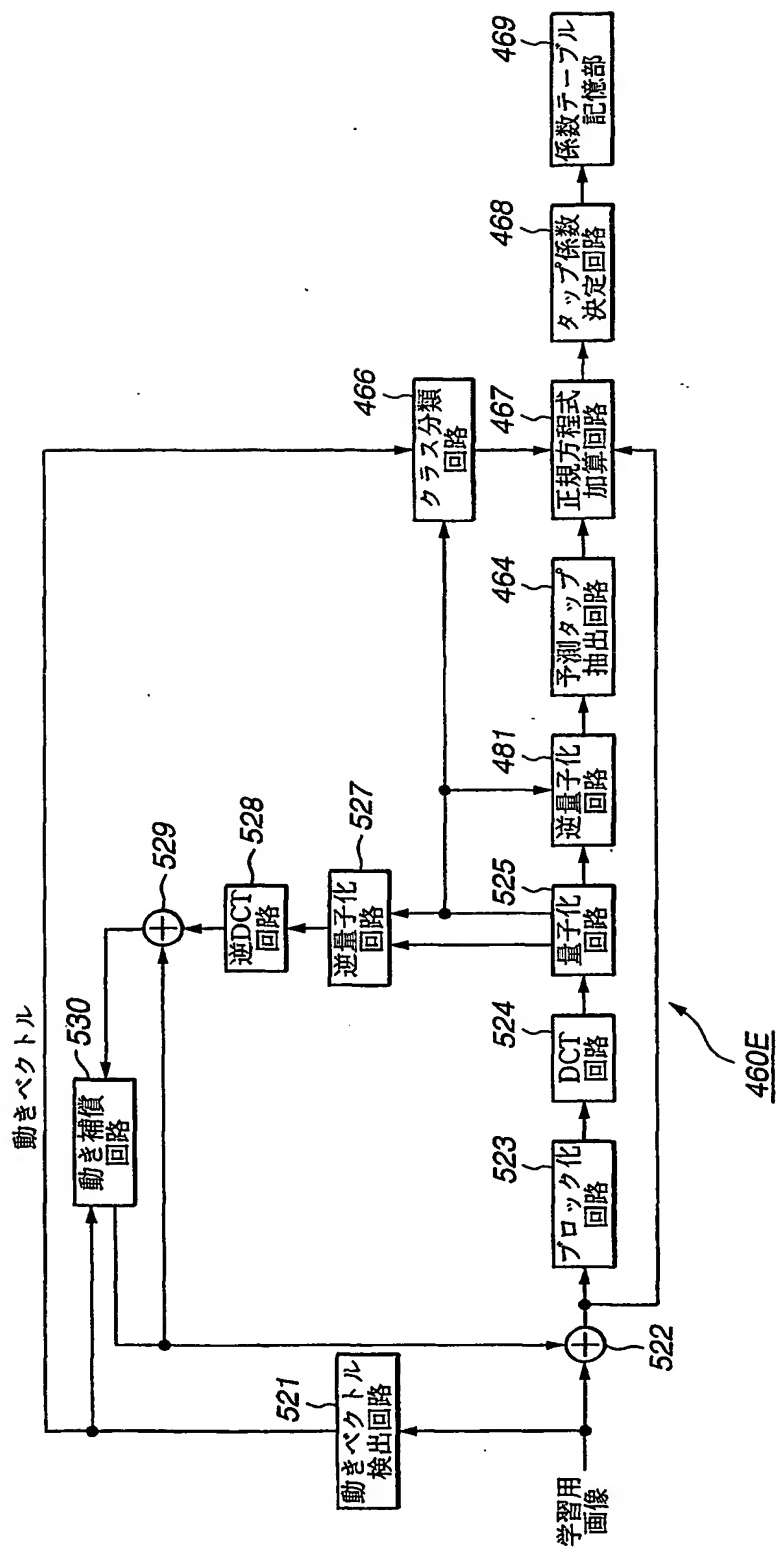 動きベクトル
530
動き補償
回路
529
528
逆DCT
回路
527
逆量子化
回路
466
クラス分類
回路
521
動きベクトル
検出回路
学習用
画像
522
523
ブロック化
回路
524
DCT
回路
525
量子化
回路
481
逆量子化
回路
464
予測タップ
抽出回路
467
正規方程式
加算回路
468
タップ係数
決定回路
469
係数テーブル
記憶部
460E